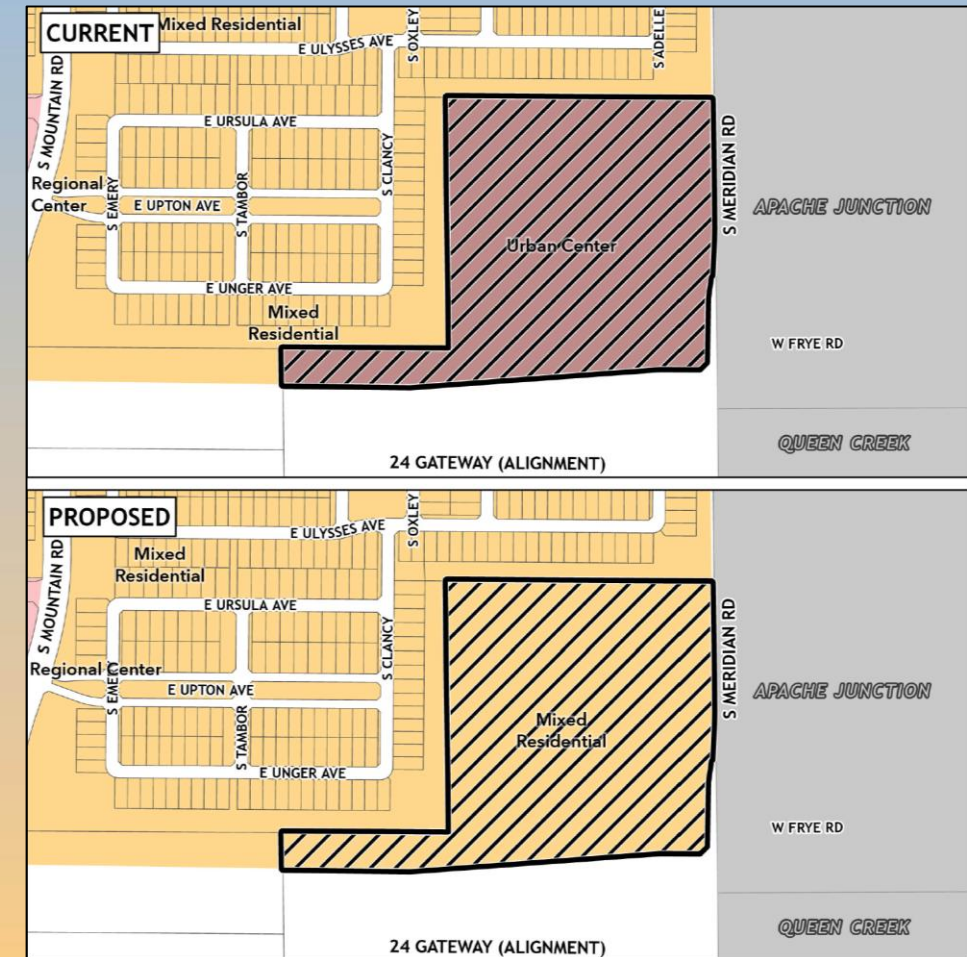 CURRENT
Mixed Residential
E ULYSSES AVE
S OXLEY
S ADELLE
S MOUNTAIN RD
E URSULA AVE
S CLANCY
S MERIDIAN RD
Regional
Center
S EMERY
E UPTON AVE
S TAMBOR
APACHE JUNCTION
Urban Center
E UNGER AVE
Mixed
Residential
W FRYE RD
QUEEN CREEK
24 GATEWAY (ALIGNMENT)
PROPOSED
E ULYSSES AVE
S OXLEY
Mixed
Residential
S MOUNTAIN RD
E URSULA AVE
S CLANCY
S MERIDIAN RD
Regional Center
S EMERY
E UPTON AVE
S TAMBOR
APACHE JUNCTION
Mixed
Residential
E UNGER AVE
W FRYE RD
QUEEN CREEK
24 GATEWAY (ALIGNMENT)